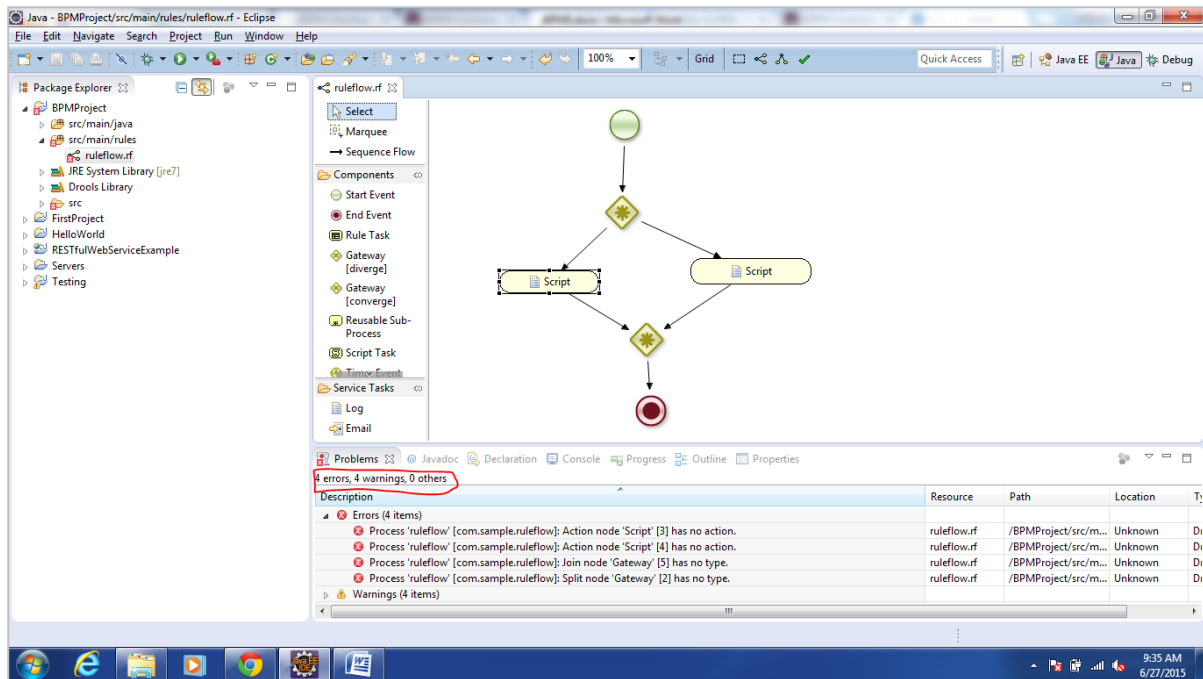 Java - BPMProject/src/main/rules/ruleflow.rf - Eclipse
File Edit Navigate Search Project Run Window Help
100% Grid Quick Access Java EE Java Debug
Package Explorer
BPMProject
src/main/java
src/main/rules
ruleflow.rf
JRE System Library [jre7]
Drools Library
src
FirstProject
HelloWorld
RESTfulWebServiceExample
Servers
Testing
ruleflow.rf
Select
Marquee
Sequence Flow
Components
Start Event
End Event
Rule Task
Gateway
[diverge]
Gateway
[converge]
Reusable Sub-
Process
Script Task
Timer Event
Service Tasks
Log
Email
Script
Script
Problems @ Javadoc Declaration Console Progress Outline Properties
4 errors, 4 warnings, 0 others
Description Resource Path Location Ty
Errors (4 items)
Process 'ruleflow' [com.sample.ruleflow]: Action node 'Script' [3] has no action. ruleflow.rf /BPMProject/src/m... Unknown Dr
Process 'ruleflow' [com.sample.ruleflow]: Action node 'Script' [4] has no action. ruleflow.rf /BPMProject/src/m... Unknown Dr
Process 'ruleflow' [com.sample.ruleflow]: Join node 'Gateway' [5] has no type. ruleflow.rf /BPMProject/src/m... Unknown Dr
Process 'ruleflow' [com.sample.ruleflow]: Split node 'Gateway' [2] has no type. ruleflow.rf /BPMProject/src/m... Unknown Dr
Warnings (4 items)
9:35 AM
6/27/2015